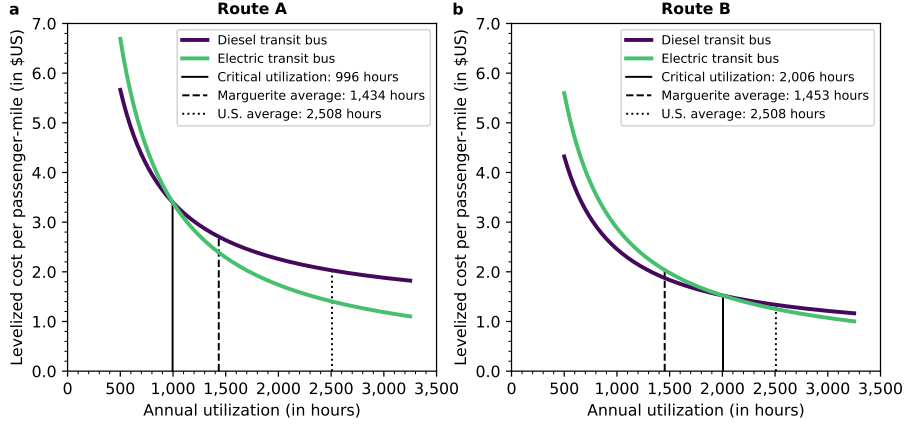 a
Route A
Levelized cost per passenger-mile (in $US)
7.0
6.0
5.0
4.0
3.0
2.0
1.0
0.0
Diesel transit bus
Electric transit bus
Critical utilization: 996 hours
Marguerite average: 1,434 hours
U.S. average: 2,508 hours
0 500 1,000 1,500 2,000 2,500 3,000 3,500
Annual utilization (in hours)
b
Route B
Levelized cost per passenger-mile (in $US)
7.0
6.0
5.0
4.0
3.0
2.0
1.0
0.0
Diesel transit bus
Electric transit bus
Critical utilization: 2,006 hours
Marguerite average: 1,453 hours
U.S. average: 2,508 hours
0 500 1,000 1,500 2,000 2,500 3,000 3,500
Annual utilization (in hours)